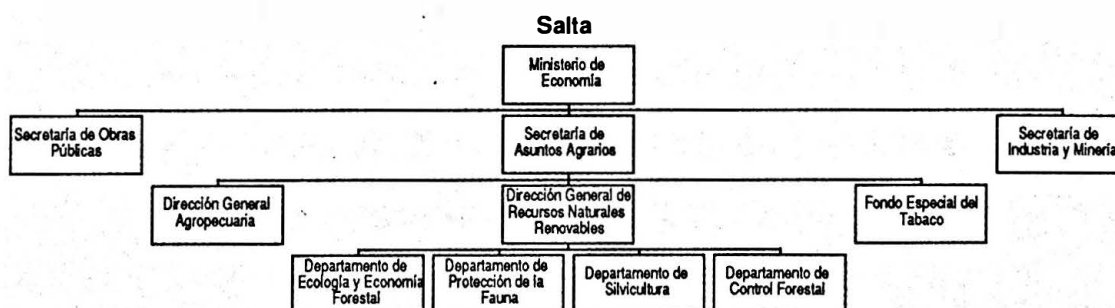 Salta
Ministerio de
Economía
Secretaría de Obras
Públicas
Secretaría de
Asuntos Agrarios
Secretaría de
Industria y Minería
Dirección General
Agropecuaria
Dirección General de
Recursos Naturales
Renovables
Fondo Especial del
Tabaco
Departamento de
Ecología y Economía
Forestal
Departamento de
Protección de la
Fauna
Departamento de
Silvicultura
Departamento de
Control Forestal